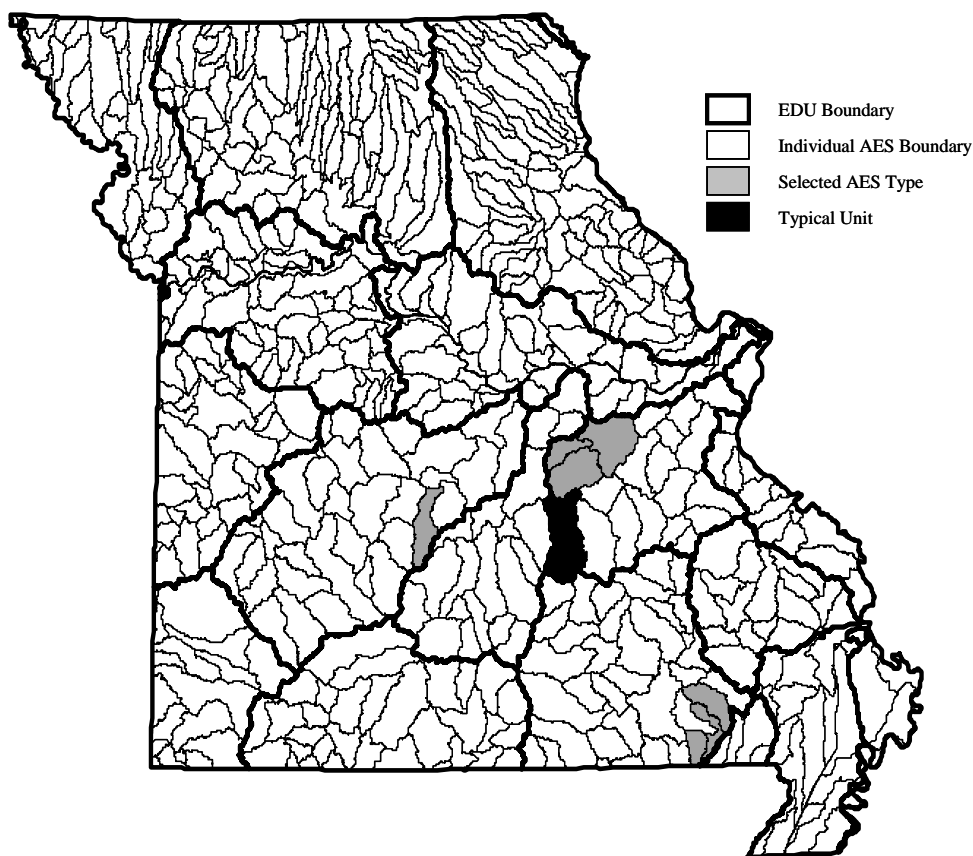 EDU Boundary
Individual AES Boundary
Selected AES Type
Typical Unit